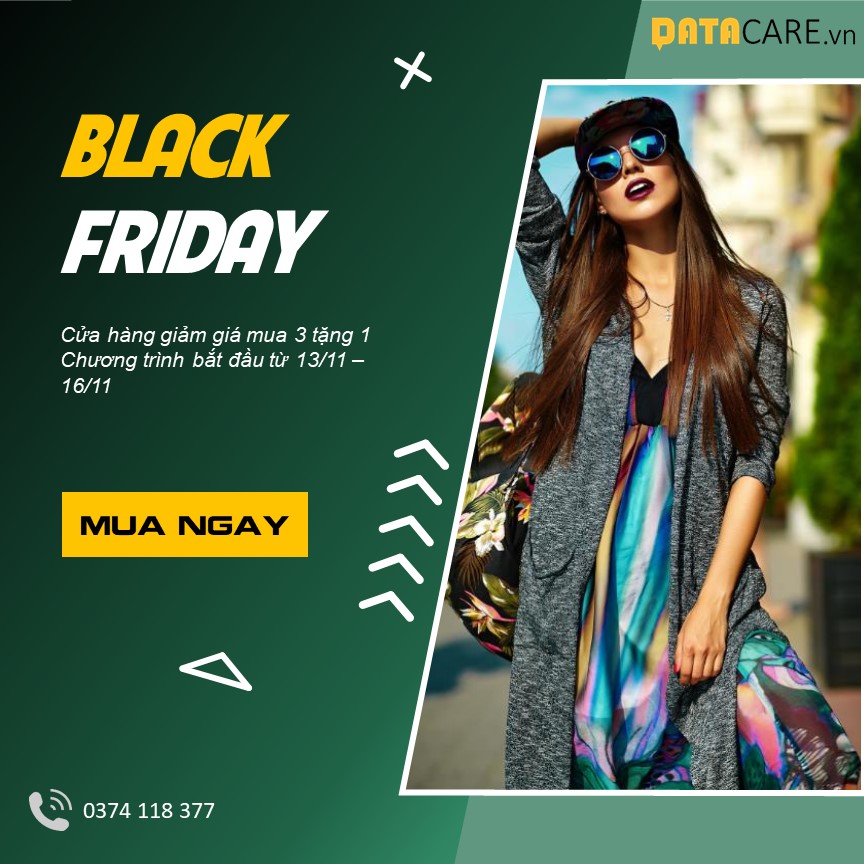 DATACARE.vn
BLACK
FRIDAY
Cửa hàng giảm giá mua 3 tặng 1
Chương trình bắt đầu từ 13/11 –
16/11
MUA NGAY
0374 118 377